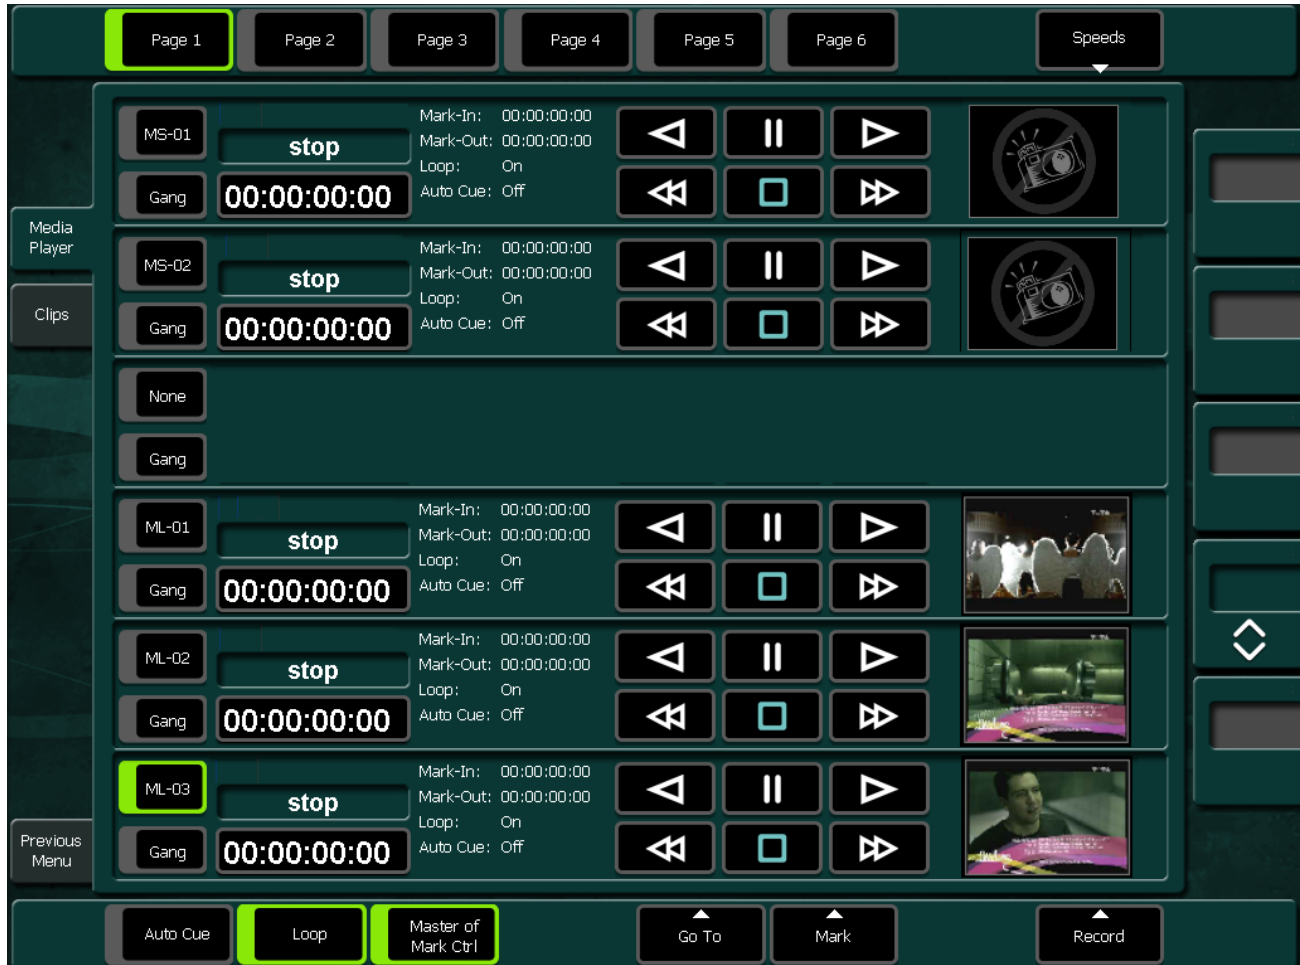 Page 1
Page 2
Page 3
Page 4
Page 5
Page 6
Speeds
Media
Player
Clips
Previous
Menu
MS-01
Gang
stop
00:00:00:00
Mark-In: 00:00:00:00
Mark-Out: 00:00:00:00
Loop: On
Auto Cue: Off
MS-02
Gang
stop
00:00:00:00
Mark-In: 00:00:00:00
Mark-Out: 00:00:00:00
Loop: On
Auto Cue: Off
None
Gang
ML-01
Gang
stop
00:00:00:00
Mark-In: 00:00:00:00
Mark-Out: 00:00:00:00
Loop: On
Auto Cue: Off
ML-02
Gang
stop
00:00:00:00
Mark-In: 00:00:00:00
Mark-Out: 00:00:00:00
Loop: On
Auto Cue: Off
ML-03
Gang
stop
00:00:00:00
Mark-In: 00:00:00:00
Mark-Out: 00:00:00:00
Loop: On
Auto Cue: Off
Auto Cue
Loop
Master of
Mark Ctrl
Go To
Mark
Record